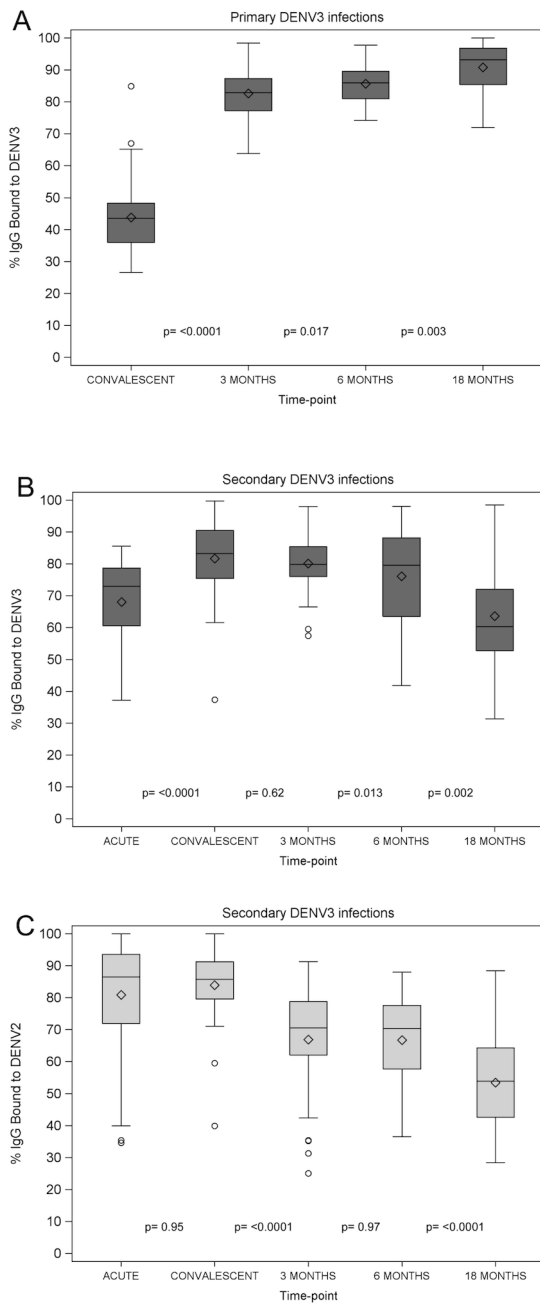 A
Primary DENV3 infections
% IgG Bound to DENV3
100
90
80
70
60
50
40
30
20
10
0
p= <0.0001 p= 0.017 p= 0.003
CONVALESCENT 3 MONTHS 6 MONTHS 18 MONTHS
Time-point
B
Secondary DENV3 infections
% IgG Bound to DENV3
100
90
80
70
60
50
40
30
20
10
0
p= <0.0001 p= 0.62 p= 0.013 p= 0.002
ACUTE CONVALESCENT 3 MONTHS 6 MONTHS 18 MONTHS
Time-point
C
Secondary DENV3 infections
% IgG Bound to DENV2
100
90
80
70
60
50
40
30
20
10
0
p= 0.95 p= <0.0001 p= 0.97 p= <0.0001
ACUTE CONVALESCENT 3 MONTHS 6 MONTHS 18 MONTHS
Time-point